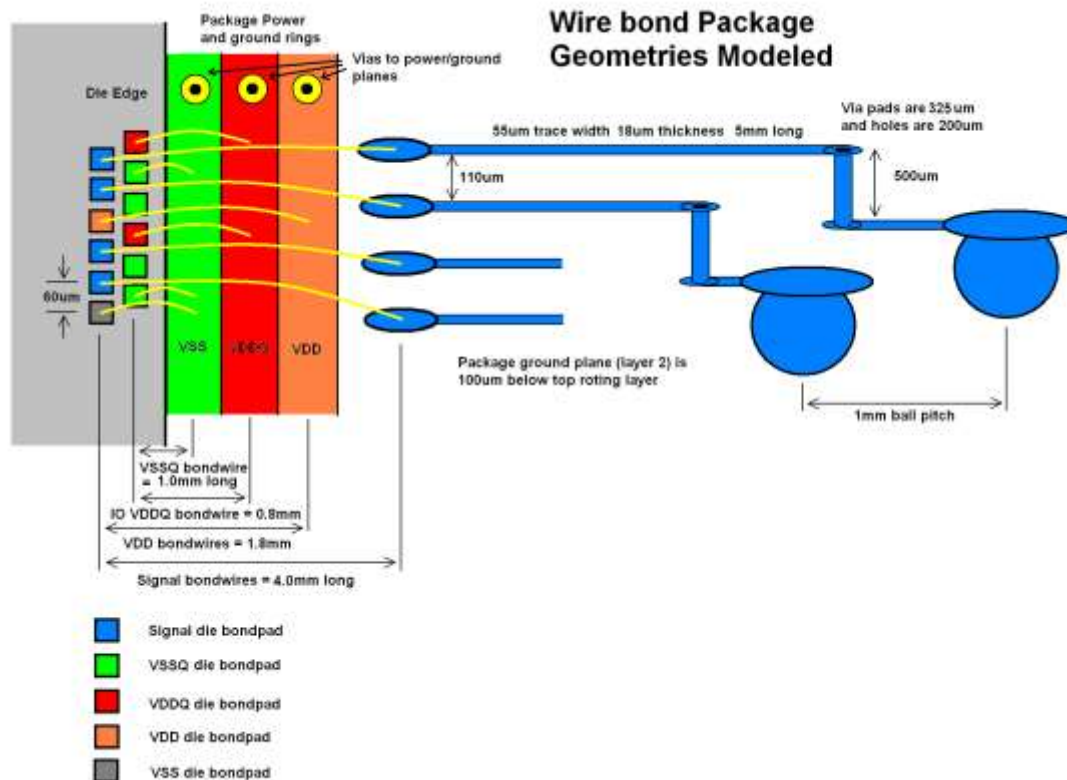 Wire bond Package
Geometries Modeled
Package Power
and ground rings
Vias to power/ground
planes
Die Edge
Via pads are 325um
and holes are 200um
55um trace width 18um thickness 5mm long
110um
500um
60um
VSS
VDD
Package ground plane (layer 2) is
100um below top roting layer
1mm ball pitch
VSSQ bondwire
= 1.0mm long
IO VDDQ bondwire = 0.8mm
VDD bondwires = 1.8mm
Signal bondwires = 4.0mm long
Signal die bondpad
VSSQ die bondpad
VDDQ die bondpad
VDD die bondpad
VSS die bondpad